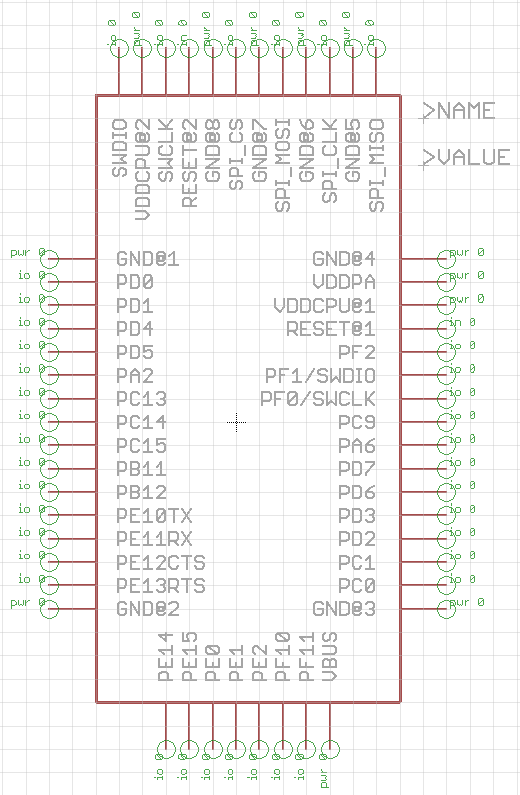 io 0 pwr 0 io 0 in 0 pwr 0 io 0 pwr 0 io 0 pwr 0 io 0 pwr 0 io 0
SWDIO
VDDCPU@2
SWCLK
RESET@2
GND@8
SPI_CS
GND@7
SPI_MOSI
GND@6
SPI_CLK
GND@5
SPI_MISO
>NAME
>VALUE
pwr 0 GND@1 GND@4 pwr 0
io 0 PD0 VDDPA pwr 0
io 0 PD1 VDDCPU@1 pwr 0
io 0 PD4 RESET@1 in 0
io 0 PD5 PF2 io 0
io 0 PA2 PF1/SWDIO io 0
io 0 PC13 PF0/SWCLK io 0
io 0 PC14 PC9 io 0
io 0 PC15 PA6 io 0
io 0 PB11 PD7 io 0
io 0 PB12 PD6 io 0
io 0 PE10TX PD3 io 0
io 0 PE11RX PD2 io 0
io 0 PE12CTS PC1 io 0
io 0 PE13RTS PC0 io 0
pwr 0 GND@2 GND@3 pwr 0
PE14
PE15
PE0
PE1
PE2
PF10
PF11
VBUS
io 0 io 0 io 0 io 0 io 0 io 0 io 0 pwr 0